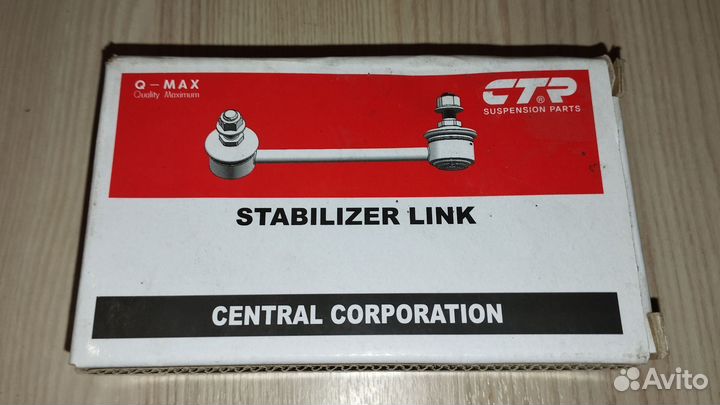 Q-MAX
Quality Maximum
CTR®
SUSPENSION PARTS
STABILIZER LINK
CENTRAL CORPORATION
Avito